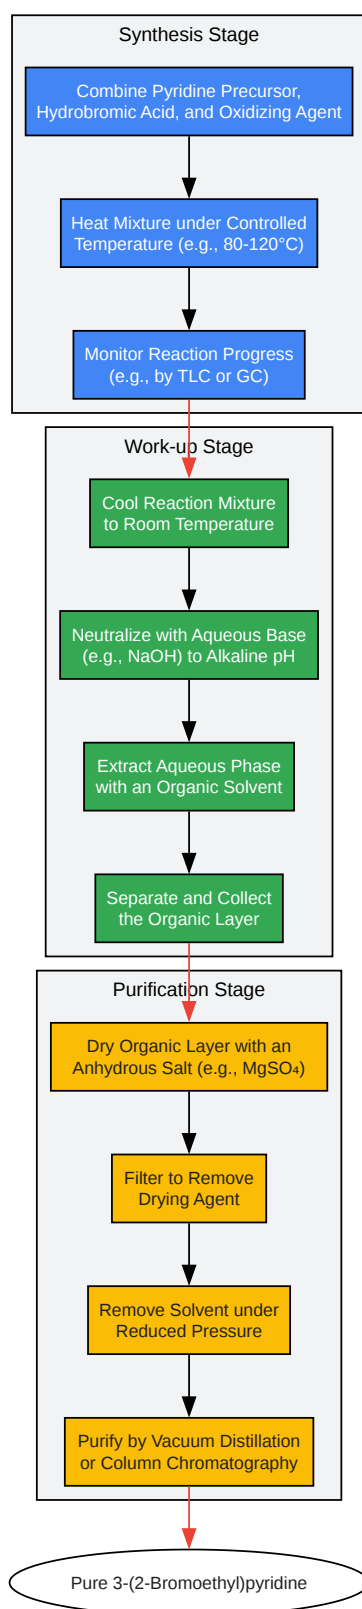 Synthesis Stage
Combine Pyridine Precursor,
Hydrobromic Acid, and Oxidizing Agent
Heat Mixture under Controlled
Temperature (e.g., 80-120°C)
Monitor Reaction Progress
(e.g., by TLC or GC)
Work-up Stage
Cool Reaction Mixture
to Room Temperature
Neutralize with Aqueous Base
(e.g., NaOH) to Alkaline pH
Extract Aqueous Phase
with an Organic Solvent
Separate and Collect
the Organic Layer
Purification Stage
Dry Organic Layer with an
Anhydrous Salt (e.g., MgSO₄)
Filter to Remove
Drying Agent
Remove Solvent under
Reduced Pressure
Purify by Vacuum Distillation
or Column Chromatography
Pure 3-(2-Bromoethyl)pyridine